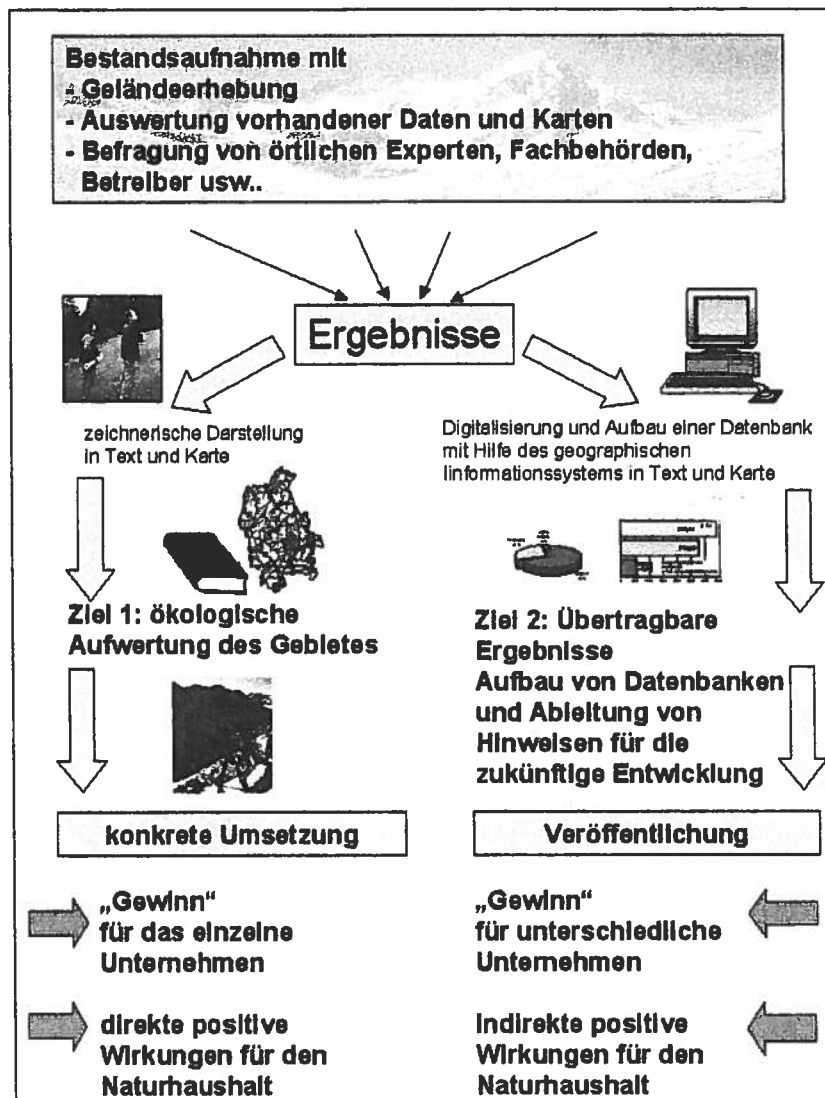 Bestandsaufnahme mit
- Geländeerhebung
- Auswertung vorhandener Daten und Karten
- Befragung von örtlichen Experten, Fachbehörden,
Betreiber usw..
Ergebnisse
zeichnerische Darstellung
in Text und Karte
Digitalisierung und Aufbau einer Datenbank
mit Hilfe des geographischen
Iinformationssystems in Text und Karte
Ziel 1: ökologische
Aufwertung des Gebietes
Ziel 2: Übertragbare
Ergebnisse
Aufbau von Datenbanken
und Ableitung von
Hinweisen für die
zukünftige Entwicklung
konkrete Umsetzung
Veröffentlichung
„Gewinn“
für das einzelne
Unternehmen
„Gewinn“
für unterschiedliche
Unternehmen
direkte positive
Wirkungen für den
Naturhaushalt
indirekte positive
Wirkungen für den
Naturhaushalt